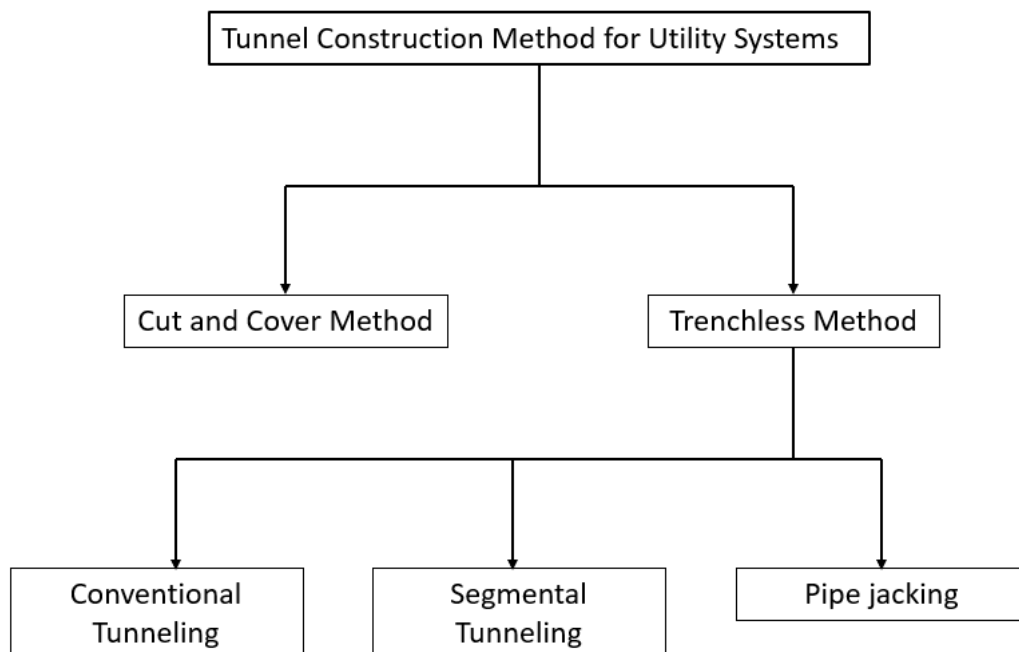 Tunnel Construction Method for Utility Systems
Cut and Cover Method
Trenchless Method
Conventional
Tunneling
Segmental
Tunneling
Pipe jacking